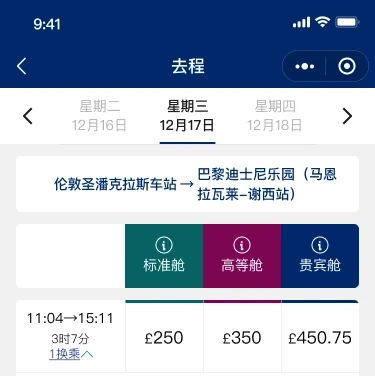 9:41
去程
星期二 星期三 星期四
12月16日 12月17日 12月18日
伦敦圣潘克拉斯车站→ 巴黎迪士尼乐园（马恩
拉瓦莱-谢西站）
标准舱 高等舱 贵宾舱
11:04→15:11
3时7分
1换乘
£250 £350 £450.75